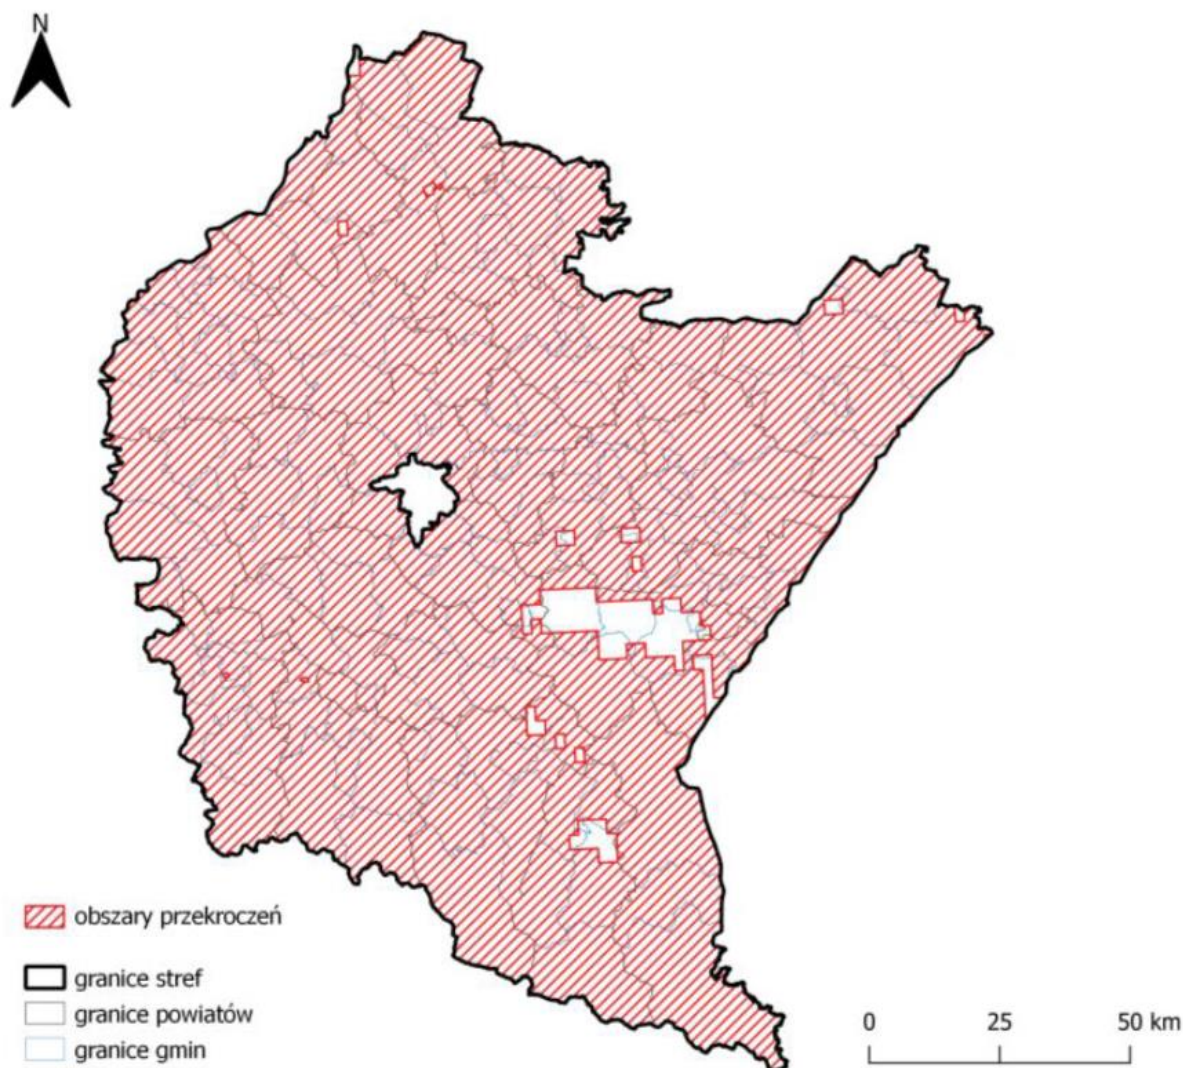 N
obszary przekroczeń
granice stref
granice powiatów
granice gmin
0 25 50 km